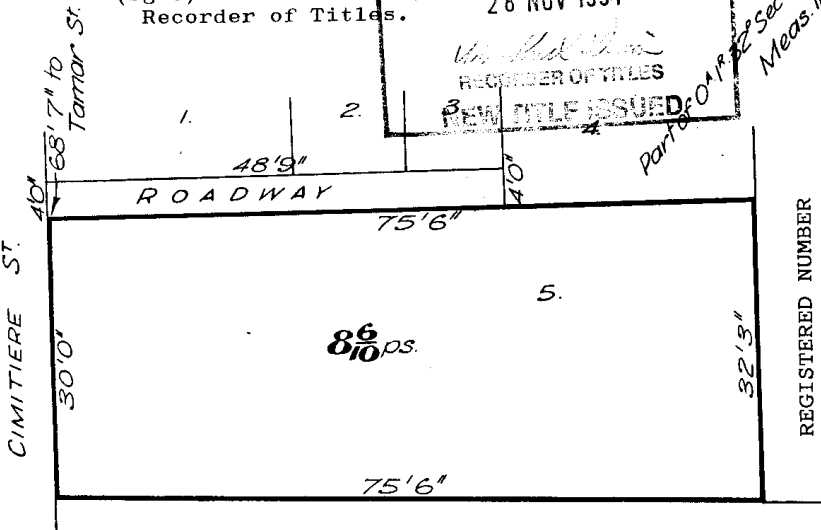 Recorder of Titles.
28 NOV
RECORDER OF TITLES
NEW TITLE ISSUED
68'7" to
Tamar St.
Part of 0ᴬ 1ᴿ 32ᴾ Sec
Meas.
1.
2.
3
4
48'9"
ROADWAY
4'0"
4'0"
75'6"
CIMITIERE ST.
30'0"
5.
8 6/10 ps.
32'3"
75'6"
REGISTERED NUMBER